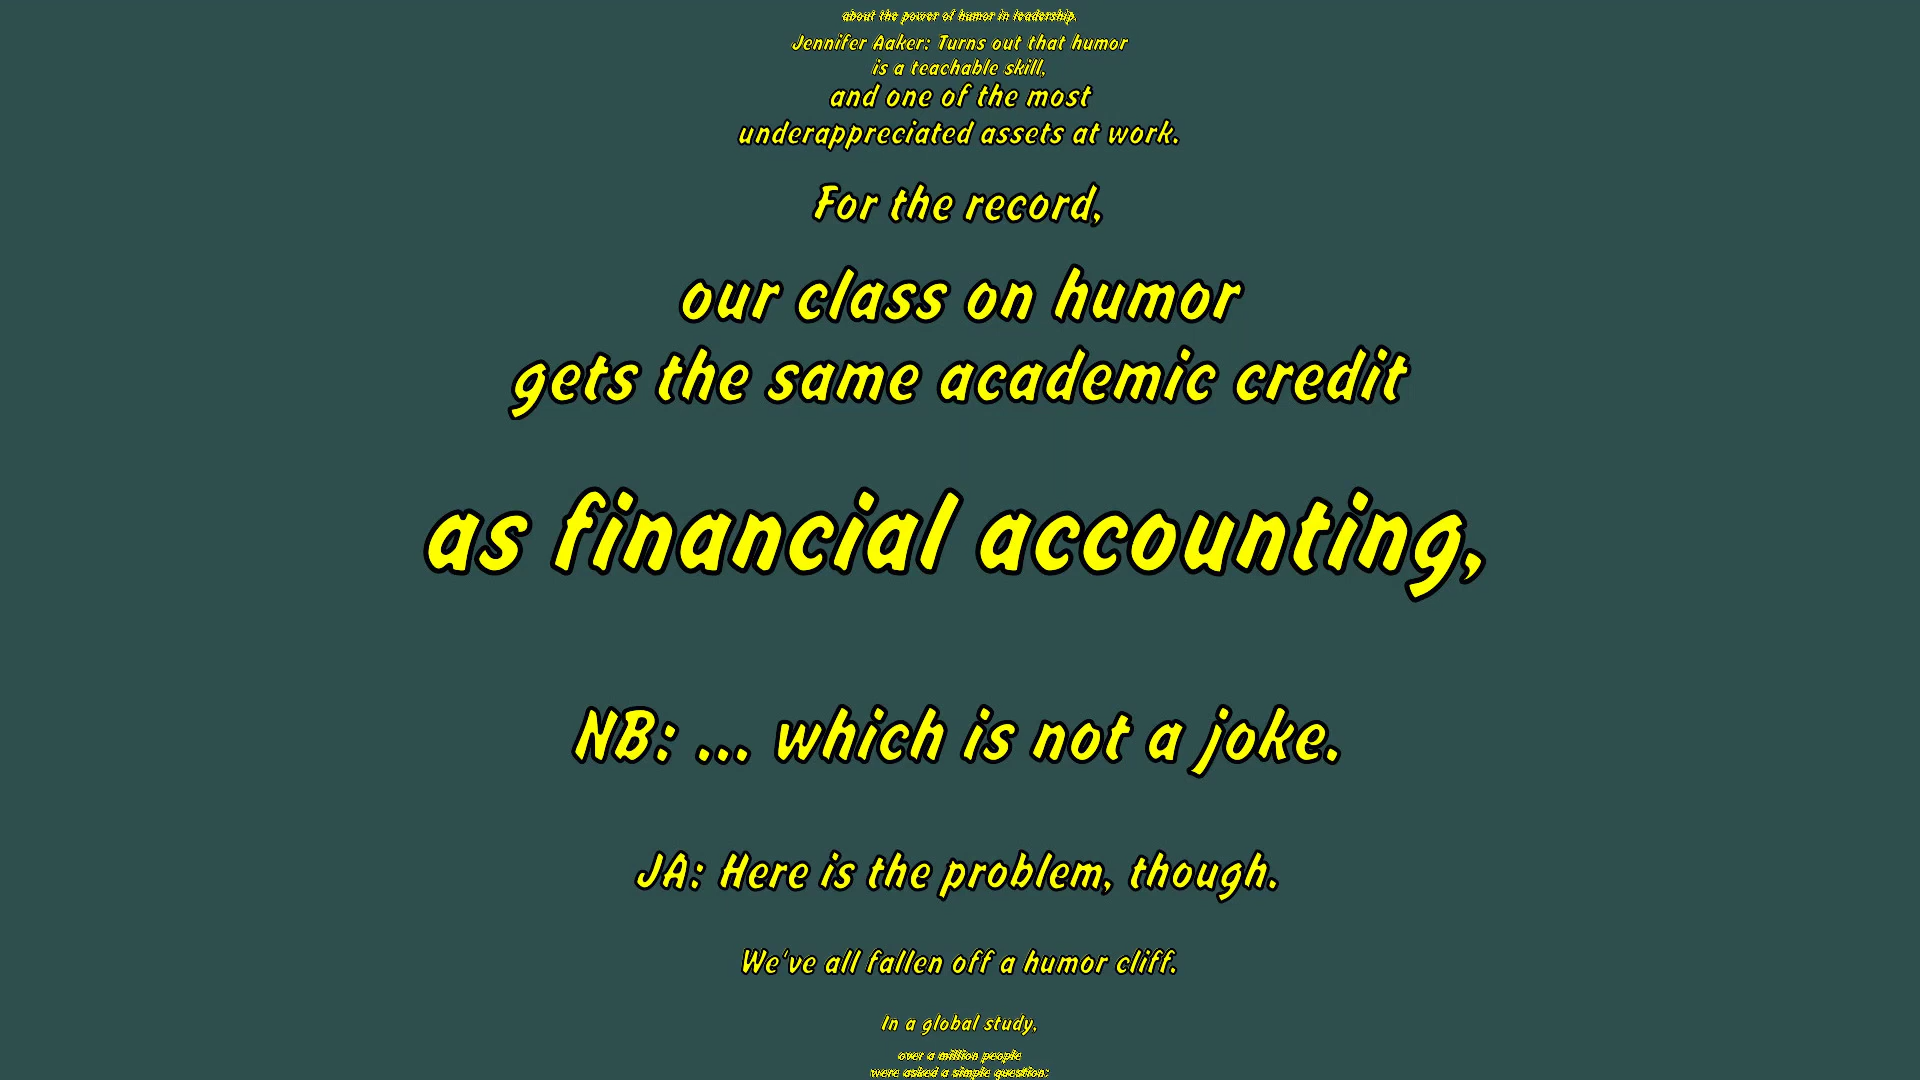 about the power of humor in leadership.
Jennifer Aaker: Turns out that humor
is a teachable skill,
and one of the most
underappreciated assets at work.
For the record,
our class on humor
gets the same academic credit
as financial accounting,
NB: ... which is not a joke.
JA: Here is the problem, though.
We've all fallen off a humor cliff.
In a global study,
over a million people
were asked a simple question: